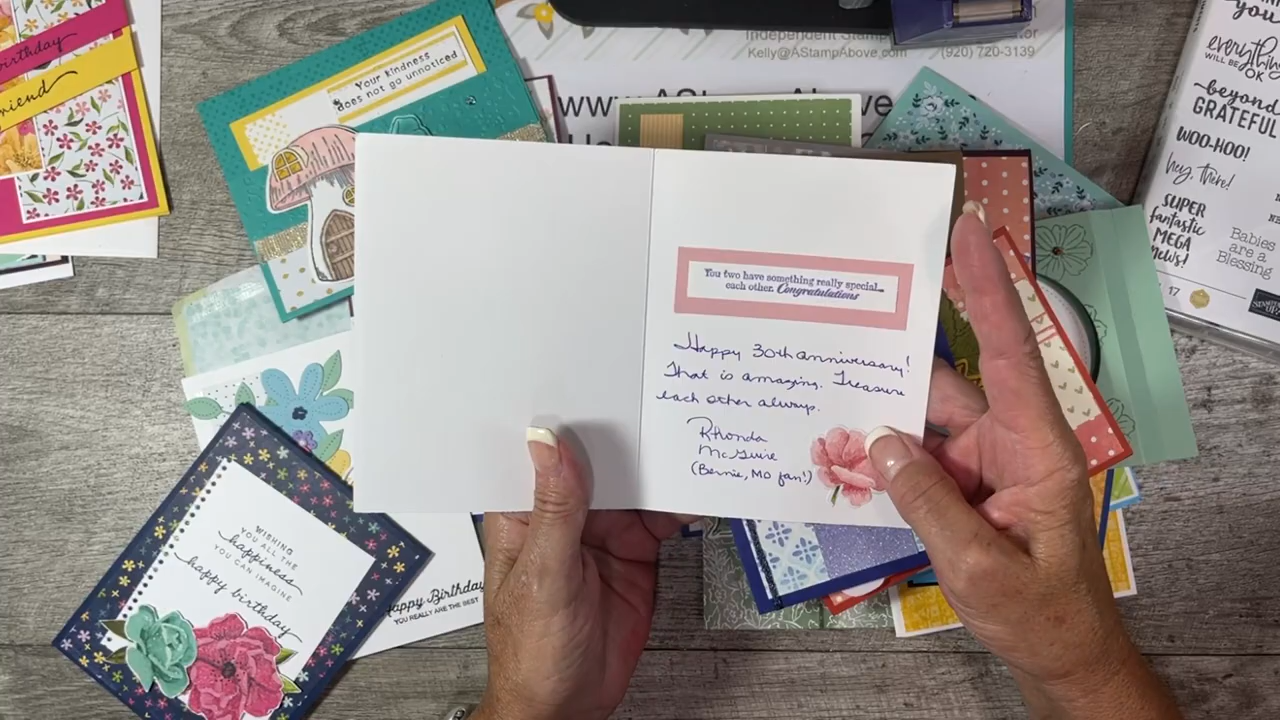 birthday
friend
Your kindness
does not go unnoticed
Independent
Kelly@AStampAbove.com (920) 720-3139
You two have something really special...
each other. Congratulations
Happy 30th anniversary!
That is amazing. Treasure
each other always.
Rhonda
McGuire
(Bernie, MO fan!)
WISHING
YOU ALL THE
happiness
YOU CAN IMAGINE
happy birthday
Happy Birthday
YOU REALLY ARE THE BEST
you
everything
WILL BE OK
beyond
GRATEFUL
WOO-HOO!
hey, there!
SUPER
fantastic
MEGA
news!
Babies
are a
Blessing
17